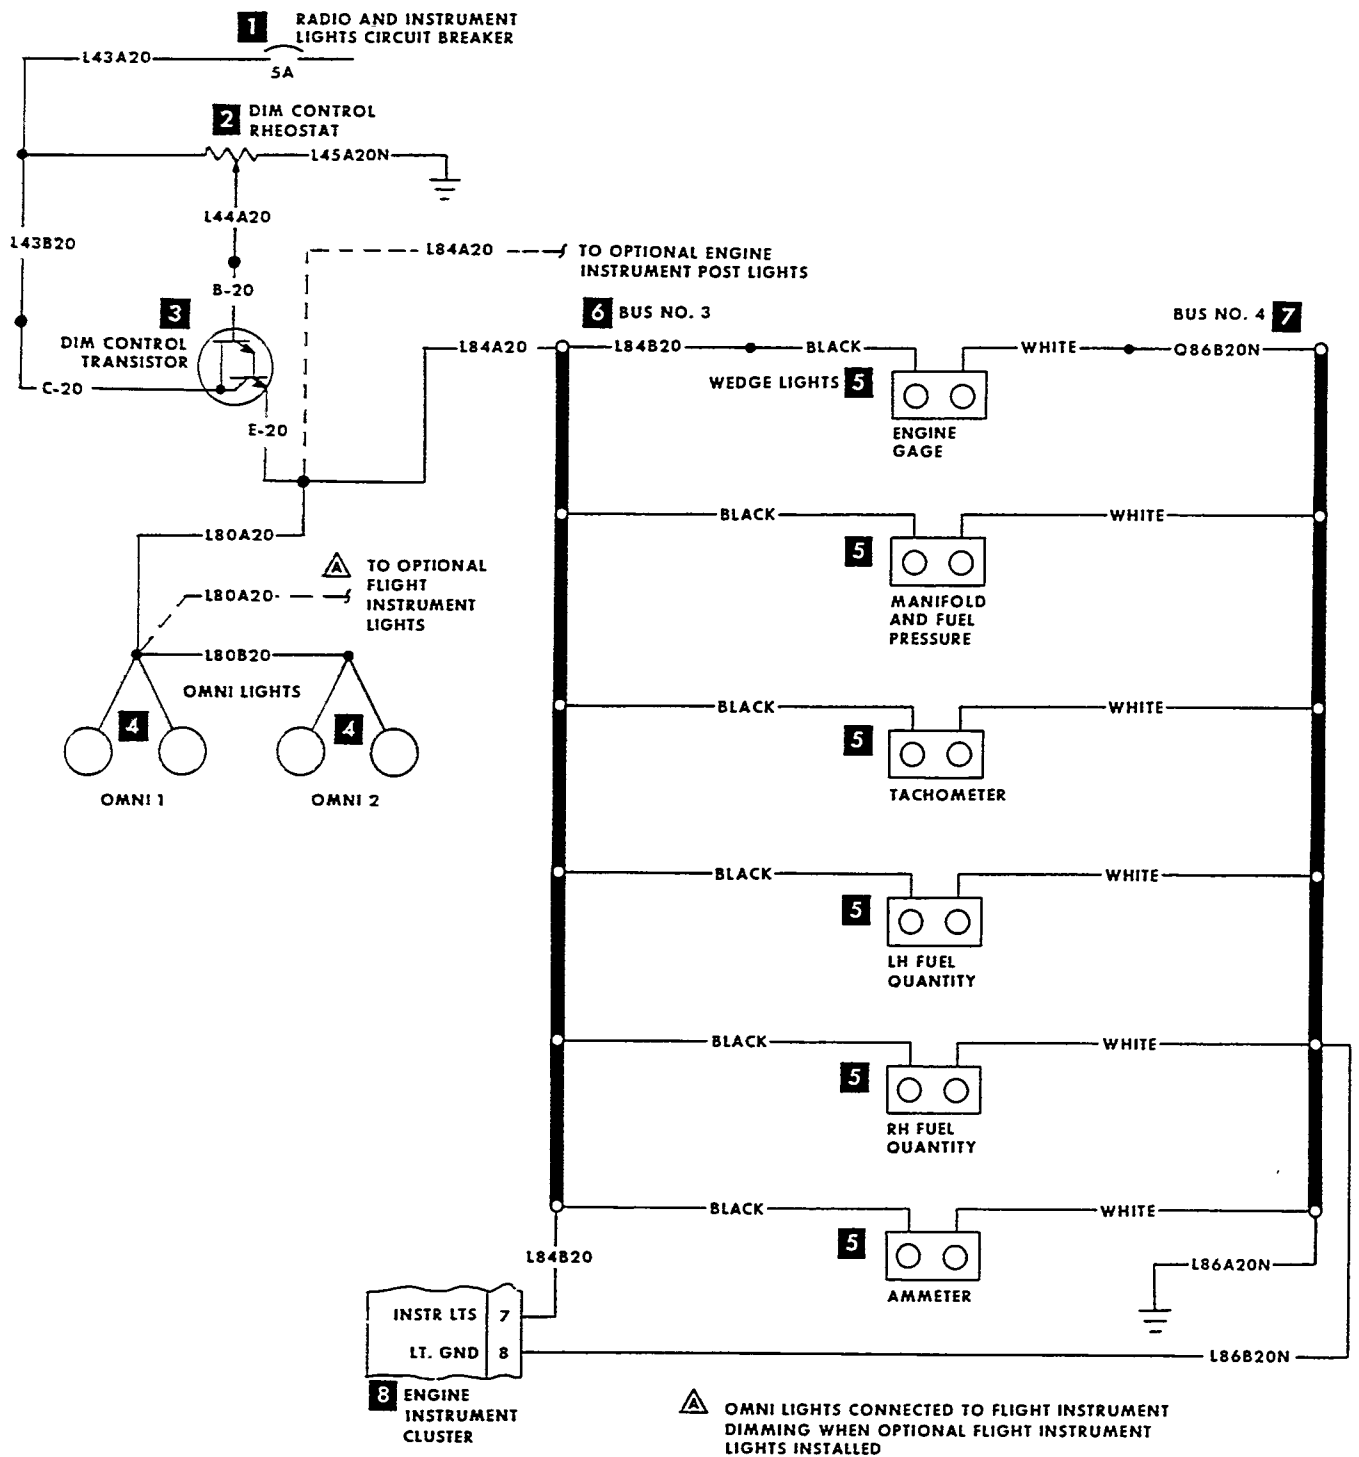 1 RADIO AND INSTRUMENT
LIGHTS CIRCUIT BREAKER
L43A20
5A
2 DIM CONTROL
RHEOSTAT
L45A20N
L44A20
L43B20
L84A20
TO OPTIONAL ENGINE
INSTRUMENT POST LIGHTS
B-20
3
DIM CONTROL
TRANSISTOR
C-20
E-20
6 BUS NO. 3
BUS NO. 4 7
L84A20
L84B20
BLACK
WHITE
Q86B20N
WEDGE LIGHTS 5
ENGINE
GAGE
L80A20
A TO OPTIONAL
FLIGHT
INSTRUMENT
LIGHTS
L80A20
L80B20
OMNI LIGHTS
4
4
OMNI 1
OMNI 2
BLACK
WHITE
5
MANIFOLD
AND FUEL
PRESSURE
BLACK
WHITE
5
TACHOMETER
BLACK
WHITE
5
LH FUEL
QUANTITY
BLACK
WHITE
5
RH FUEL
QUANTITY
BLACK
WHITE
5
AMMETER
L84B20
L86A20N
INSTR LTS 7
LT. GND 8
L86B20N
8 ENGINE
INSTRUMENT
CLUSTER
A OMNI LIGHTS CONNECTED TO FLIGHT INSTRUMENT
DIMMING WHEN OPTIONAL FLIGHT INSTRUMENT
LIGHTS INSTALLED